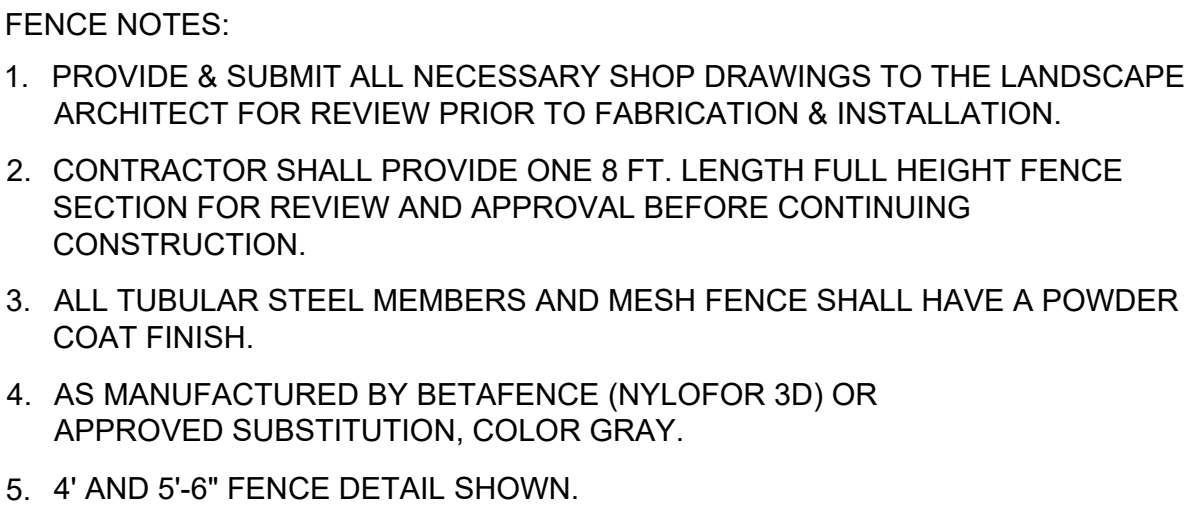 FENCE NOTES:
1. PROVIDE & SUBMIT ALL NECESSARY SHOP DRAWINGS TO THE LANDSCAPE
ARCHITECT FOR REVIEW PRIOR TO FABRICATION & INSTALLATION.
2. CONTRACTOR SHALL PROVIDE ONE 8 FT. LENGTH FULL HEIGHT FENCE
SECTION FOR REVIEW AND APPROVAL BEFORE CONTINUING
CONSTRUCTION.
3. ALL TUBULAR STEEL MEMBERS AND MESH FENCE SHALL HAVE A POWDER
COAT FINISH.
4. AS MANUFACTURED BY BETAFENCE (NYLOFOR 3D) OR
APPROVED SUBSTITUTION, COLOR GRAY.
5. 4' AND 5'-6" FENCE DETAIL SHOWN.